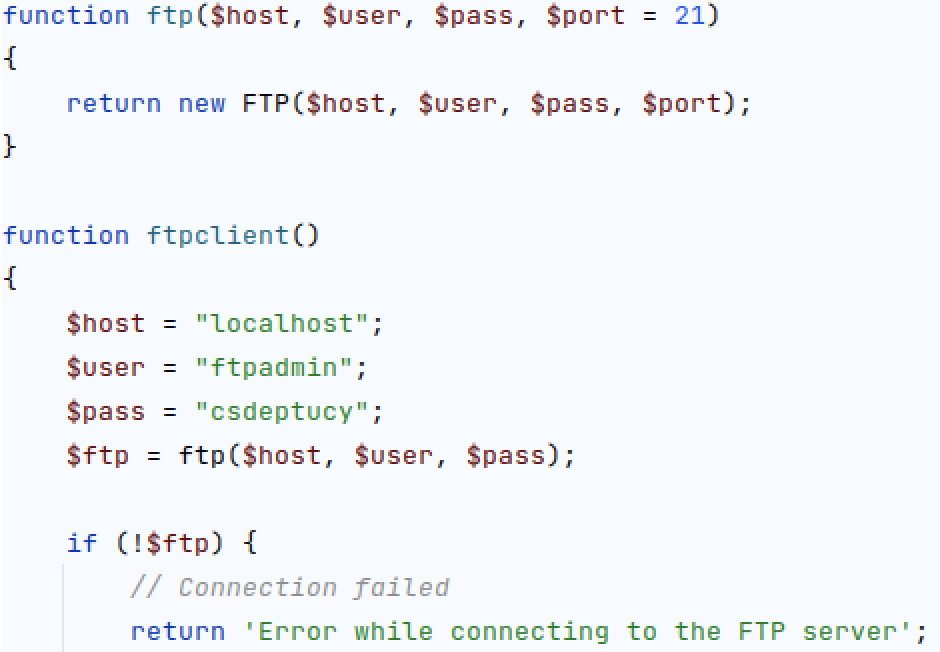 function ftp($host, $user, $pass, $port = 21)
{
    return new FTP($host, $user, $pass, $port);
}

function ftpclient()
{
    $host = "localhost";
    $user = "ftpadmin";
    $pass = "csdeptucy";
    $ftp = ftp($host, $user, $pass);

    if (!$ftp) {
        // Connection failed
        return 'Error while connecting to the FTP server';